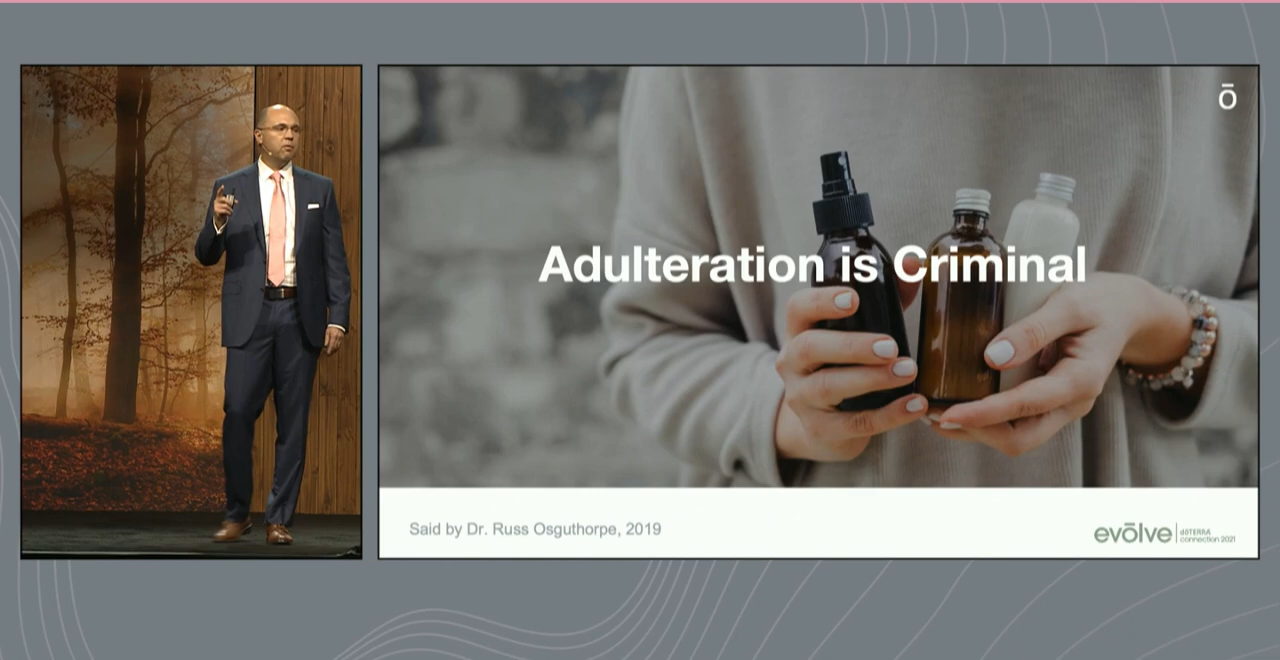 ō
Adulteration is Criminal
Said by Dr. Russ Osguthorpe, 2019
evōlve
dōTERRA
connection 2021